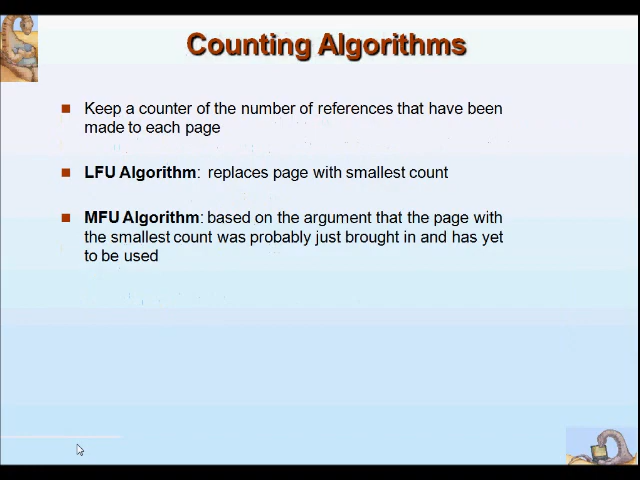 Counting Algorithms
Keep a counter of the number of references that have been
made to each page
LFU Algorithm: replaces page with smallest count
MFU Algorithm: based on the argument that the page with
the smallest count was probably just brought in and has yet
to be used